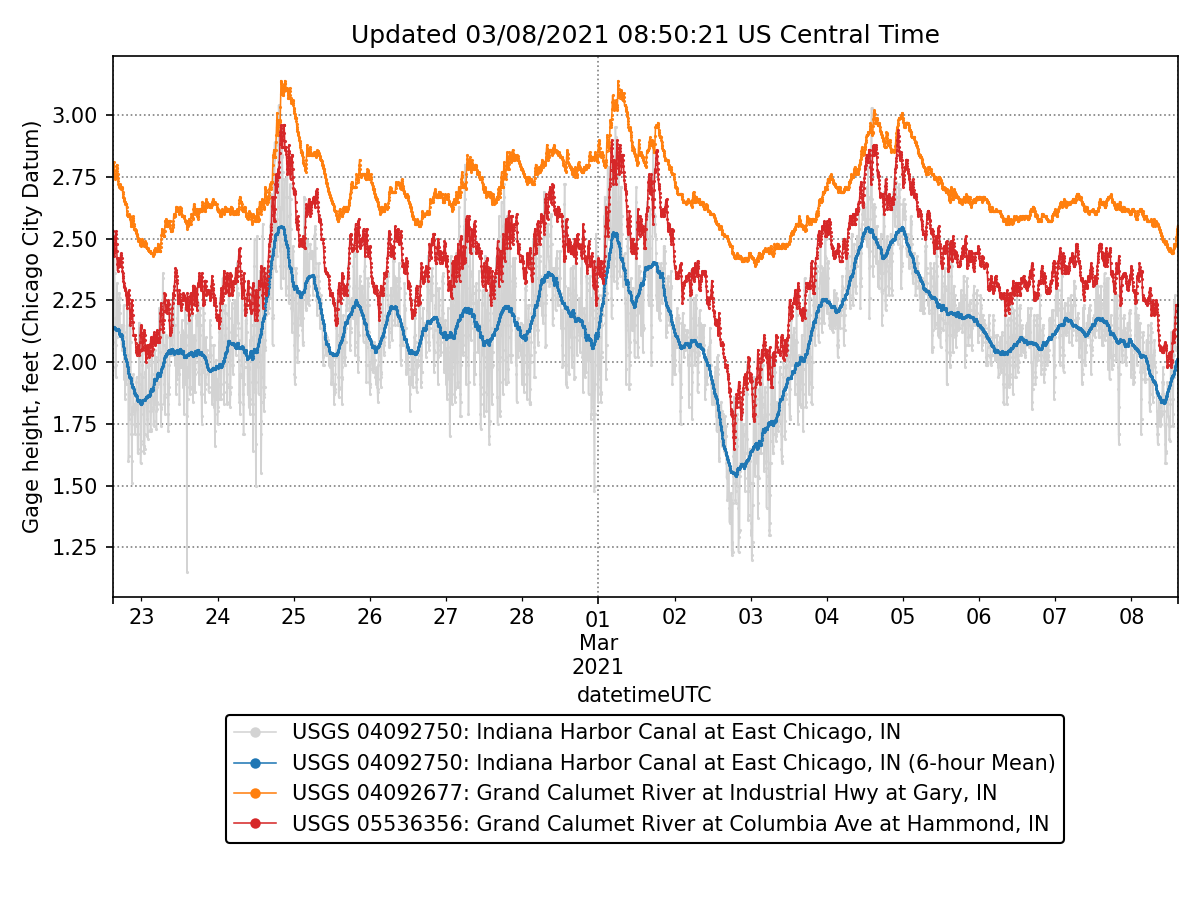 Updated 03/08/2021 08:50:21 US Central Time
Gage height, feet (Chicago City Datum)
3.00
2.75
2.50
2.25
2.00
1.75
1.50
1.25
23 24 25 26 27 28 01 02 03 04 05 06 07 08
Mar
2021
datetimeUTC
USGS 04092750: Indiana Harbor Canal at East Chicago, IN
USGS 04092750: Indiana Harbor Canal at East Chicago, IN (6-hour Mean)
USGS 04092677: Grand Calumet River at Industrial Hwy at Gary, IN
USGS 05536356: Grand Calumet River at Columbia Ave at Hammond, IN